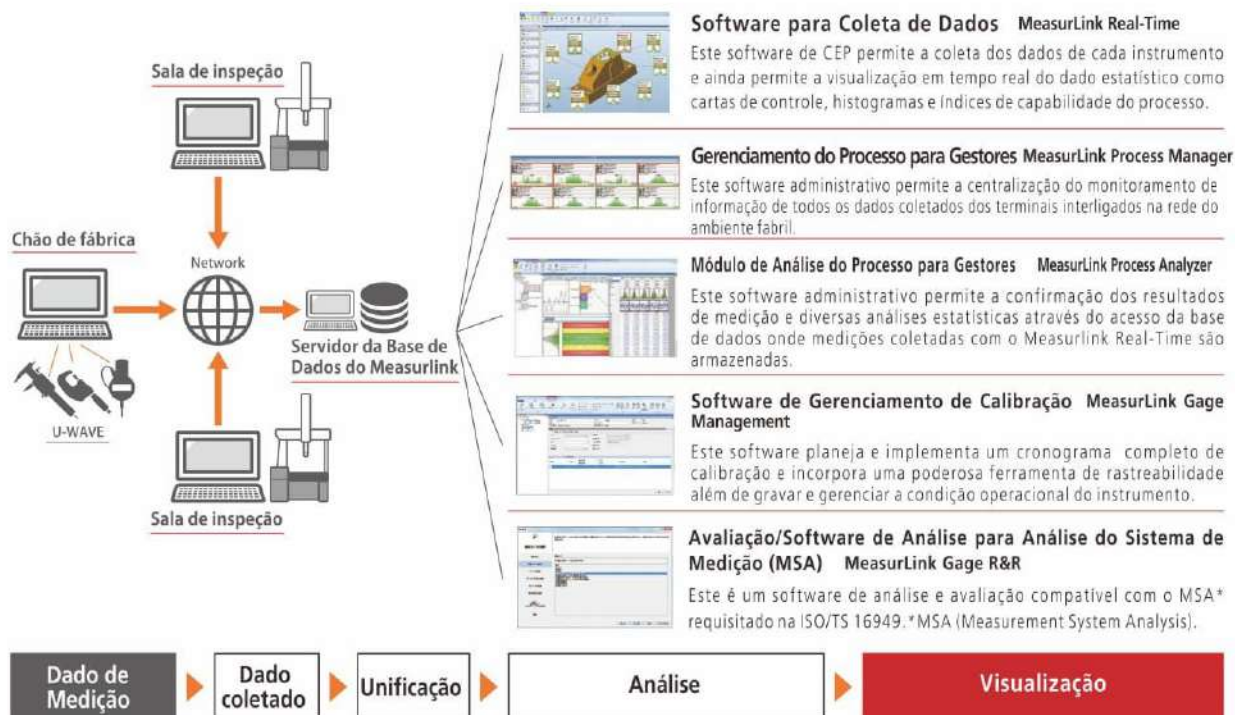 Sala de inspeção
Chão de fábrica
Network
U-WAVE
Servidor da Base de
Dados do Measurlink
Sala de inspeção
Software para Coleta de Dados MeasurLink Real-Time
Este software de CEP permite a coleta dos dados de cada instrumento
e ainda permite a visualização em tempo real do dado estatístico como
cartas de controle, histogramas e índices de capabilidade do processo.
Gerenciamento do Processo para Gestores MeasurLink Process Manager
Este software administrativo permite a centralização do monitoramento de
informação de todos os dados coletados dos terminais interligados na rede do
ambiente fabril.
Módulo de Análise do Processo para Gestores MeasurLink Process Analyzer
Este software administrativo permite a confirmação dos resultados
de medição e diversas análises estatísticas através do acesso da base
de dados onde medições coletadas com o Measurlink Real-Time são
armazenadas.
Software de Gerenciamento de Calibração MeasurLink Gage
Management
Este software planeja e implementa um cronograma completo de
calibração e incorpora uma poderosa ferramenta de rastreabilidade
além de gravar e gerenciar a condição operacional do instrumento.
Avaliação/Software de Análise para Análise do Sistema de
Medição (MSA) MeasurLink Gage R&R
Este é um software de análise e avaliação compatível com o MSA*
requisitado na ISO/TS 16949.*MSA (Measurement System Analysis).
Dado de
Medição
Dado
coletado
Unificação
Análise
Visualização